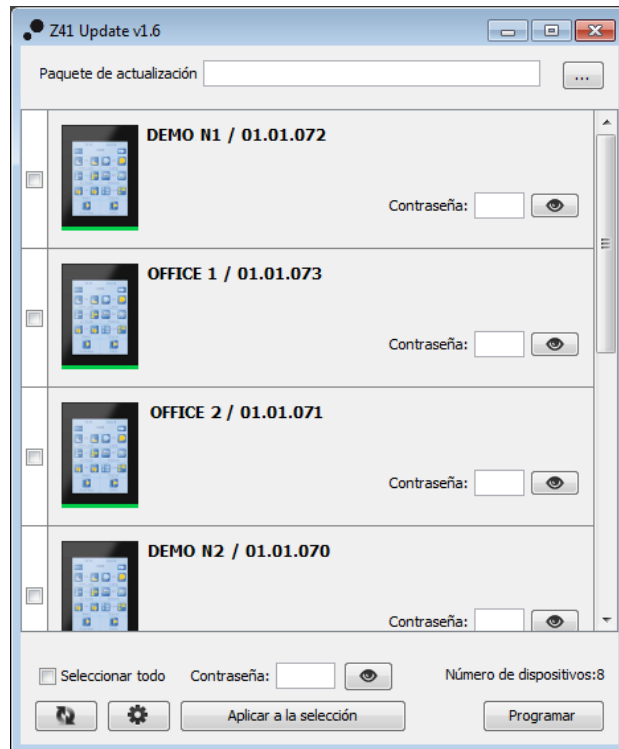 Z41 Update v1.6
Paquete de actualización
...
DEMO N1 / 01.01.072
Contraseña:
OFFICE 1 / 01.01.073
Contraseña:
OFFICE 2 / 01.01.071
Contraseña:
DEMO N2 / 01.01.070
Contraseña:
Seleccionar todo Contraseña: Número de dispositivos:8
Aplicar a la selección Programar